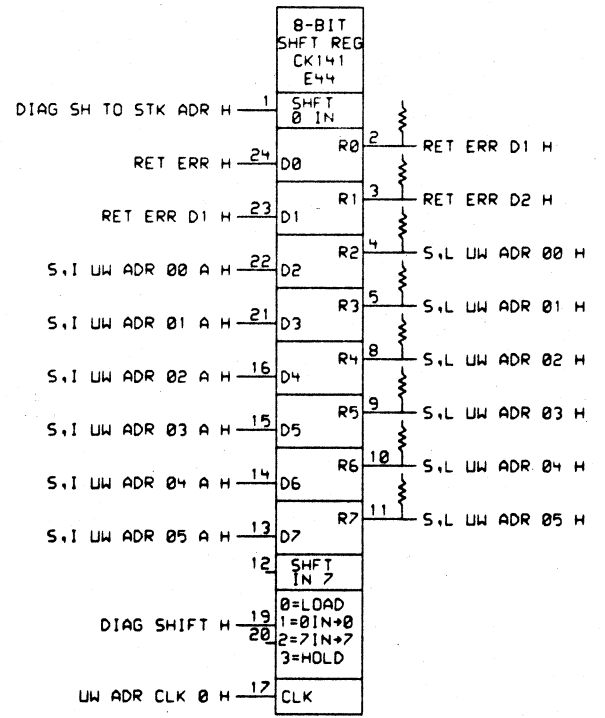 8-BIT
SHFT REG
CK141
E44
DIAG SH TO STK ADR H 1 SHFT 0 IN
R0 2 RET ERR D1 H
RET ERR H 24 D0
R1 3 RET ERR D2 H
RET ERR D1 H 23 D1
R2 4 S,L UW ADR 00 H
S,I UW ADR 00 A H 22 D2
R3 5 S,L UW ADR 01 H
S,I UW ADR 01 A H 21 D3
R4 8 S,L UW ADR 02 H
S,I UW ADR 02 A H 16 D4
R5 9 S,L UW ADR 03 H
S,I UW ADR 03 A H 15 D5
R6 10 S,L UW ADR 04 H
S,I UW ADR 04 A H 14 D6
R7 11 S,L UW ADR 05 H
S,I UW ADR 05 A H 13 D7
12 SHFT IN 7
0=LOAD
DIAG SHIFT H 19 1=0IN→0
20 2=7IN→7
3=HOLD
UW ADR CLK 0 H 17 CLK